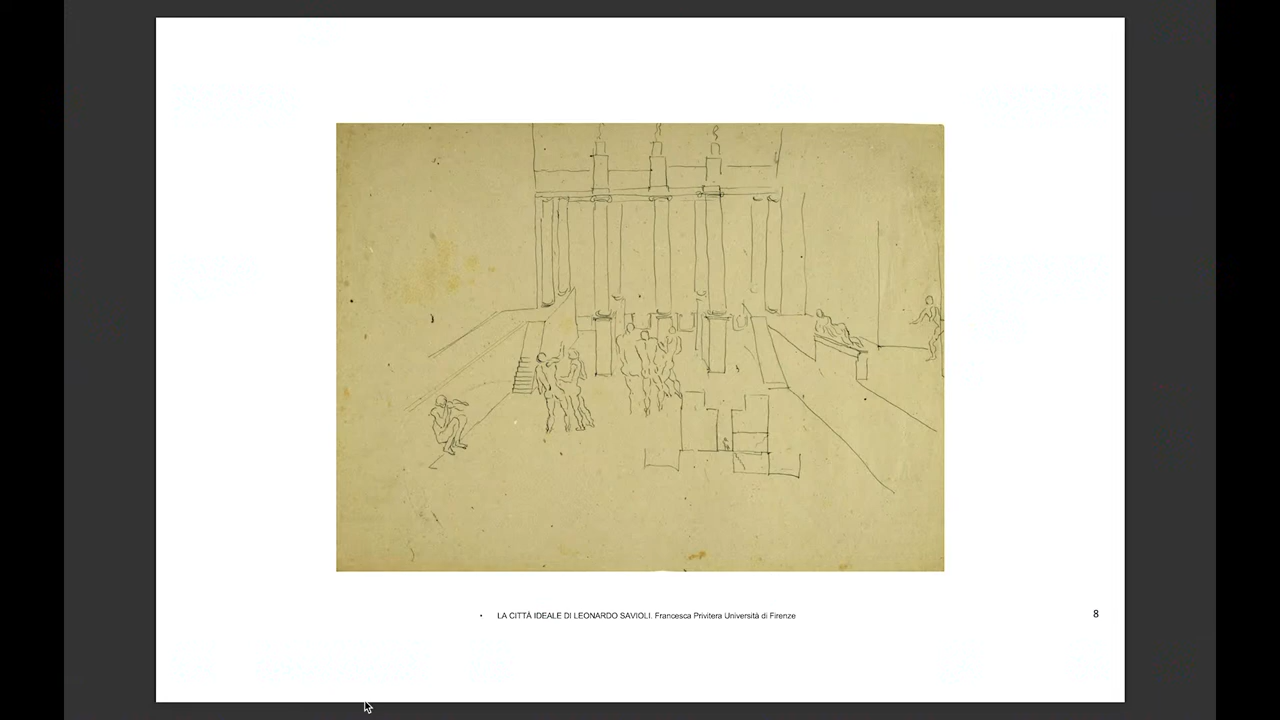 • LA CITTÀ IDEALE DI LEONARDO SAVIOLI. Francesca Privitera Università di Firenze
8